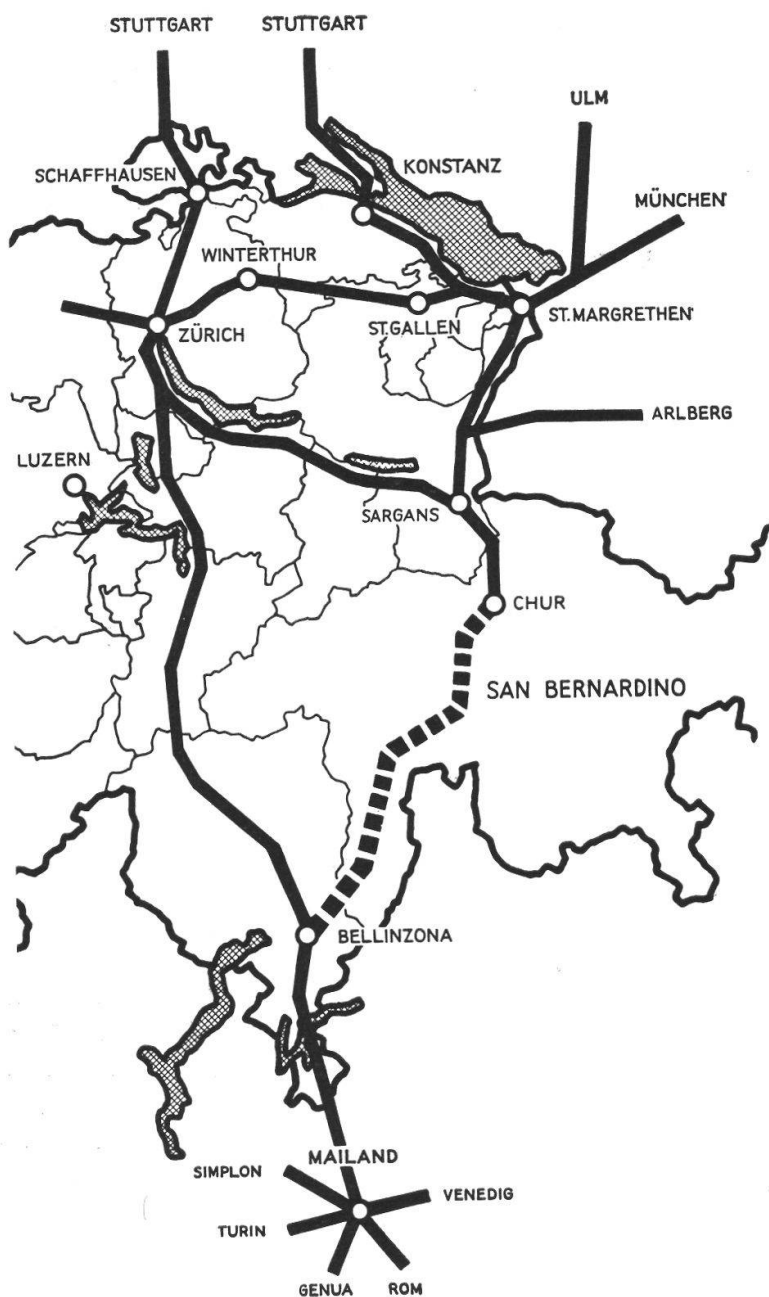 STUTTGART
STUTTGART
ULM
SCHAFFHAUSEN
KONSTANZ
MÜNCHEN
WINTERTHUR
ZÜRICH
ST.GALLEN
ST.MARGRETHEN
ARLBERG
LUZERN
SARGANS
CHUR
SAN BERNARDINO
BELLINZONA
MAILAND
SIMPLON
VENEDIG
TURIN
GENUA
ROM